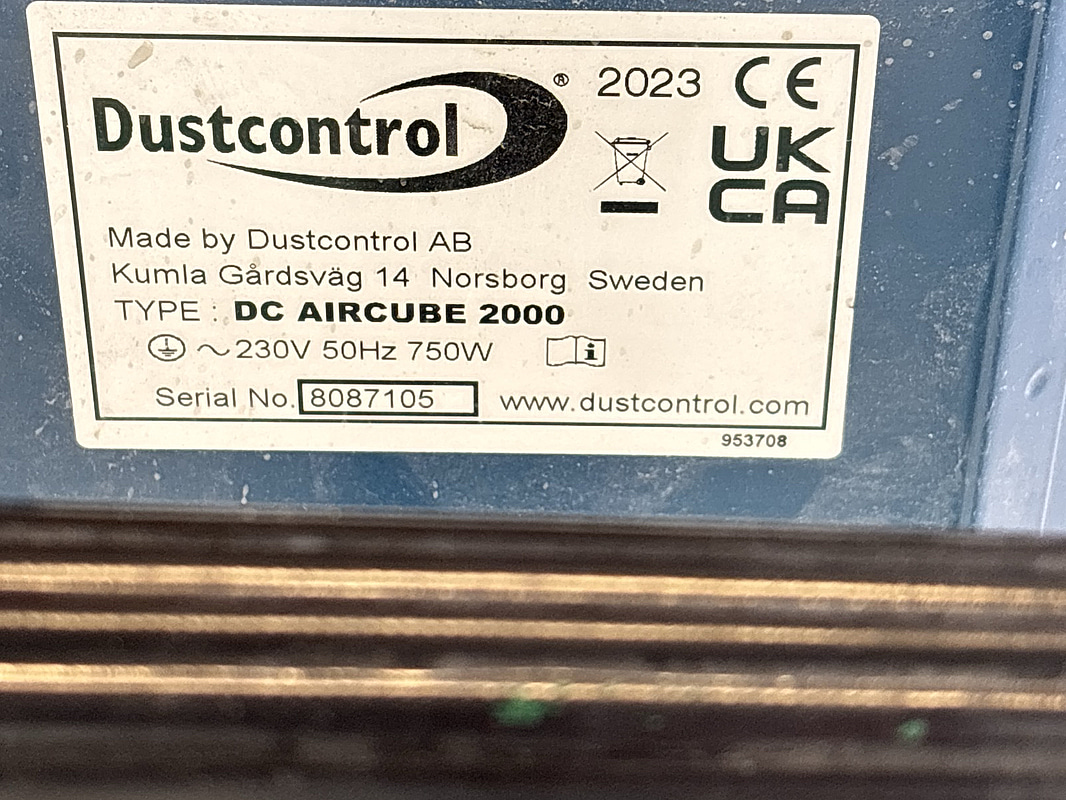 Dustcontrol® 2023 CE
UK
CA
Made by Dustcontrol AB
Kumla Gårdsväg 14 Norsborg Sweden
TYPE : DC AIRCUBE 2000
~230V 50Hz 750W i
Serial No. 8087105 www.dustcontrol.com
953708